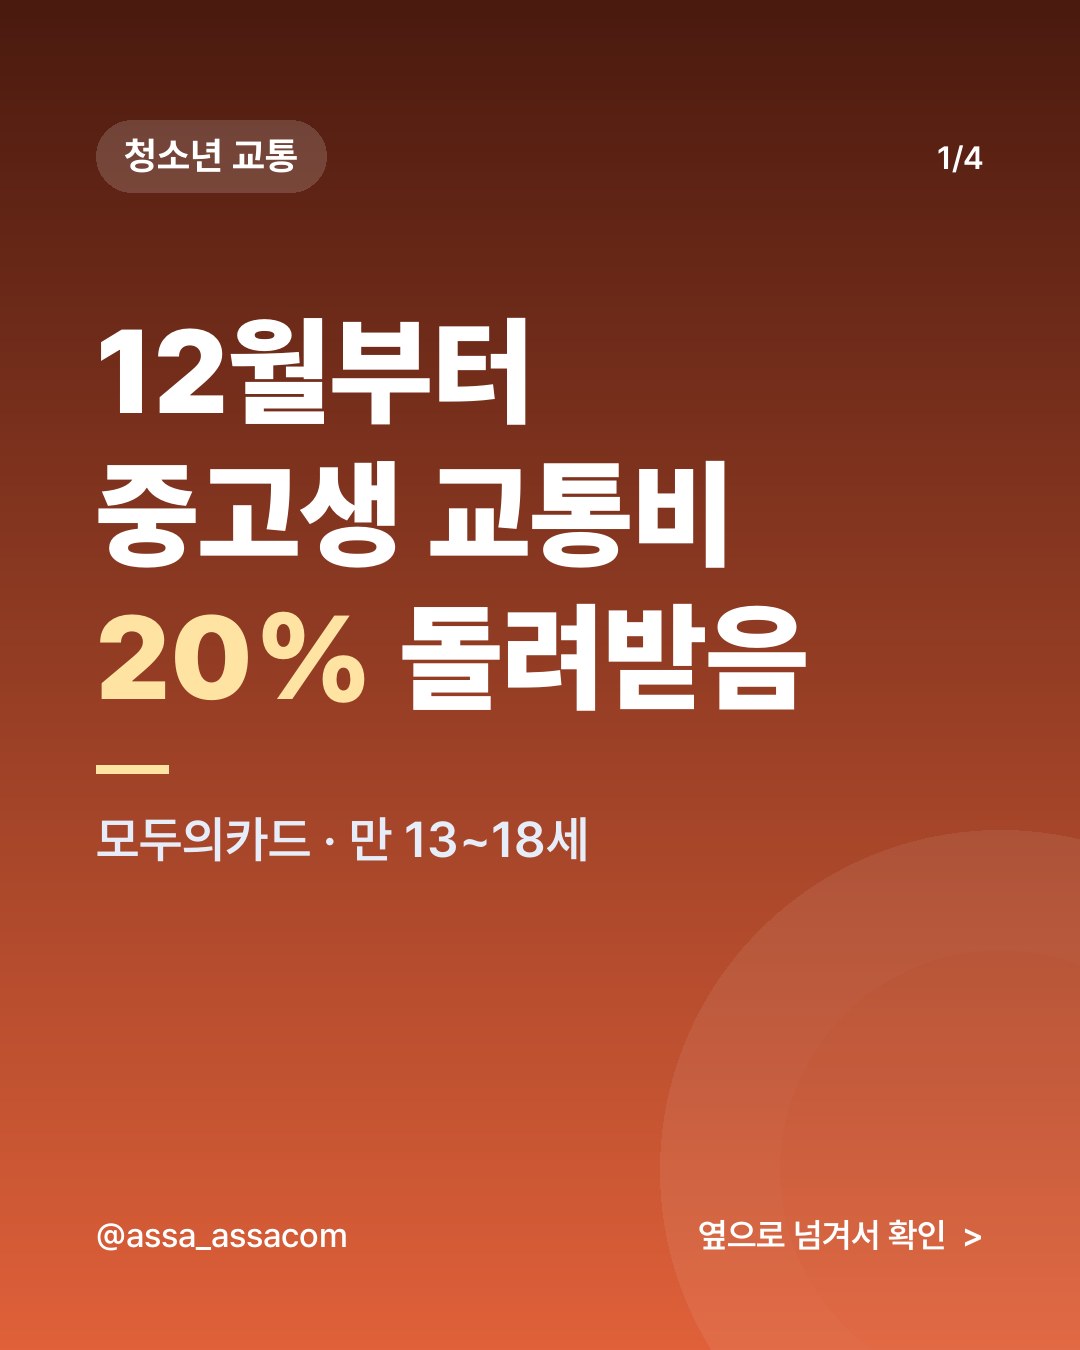 청소년 교통
1/4
12월부터
중고생 교통비
20% 돌려받음
모두의카드 · 만 13~18세
@assa_assacom
옆으로 넘겨서 확인 >